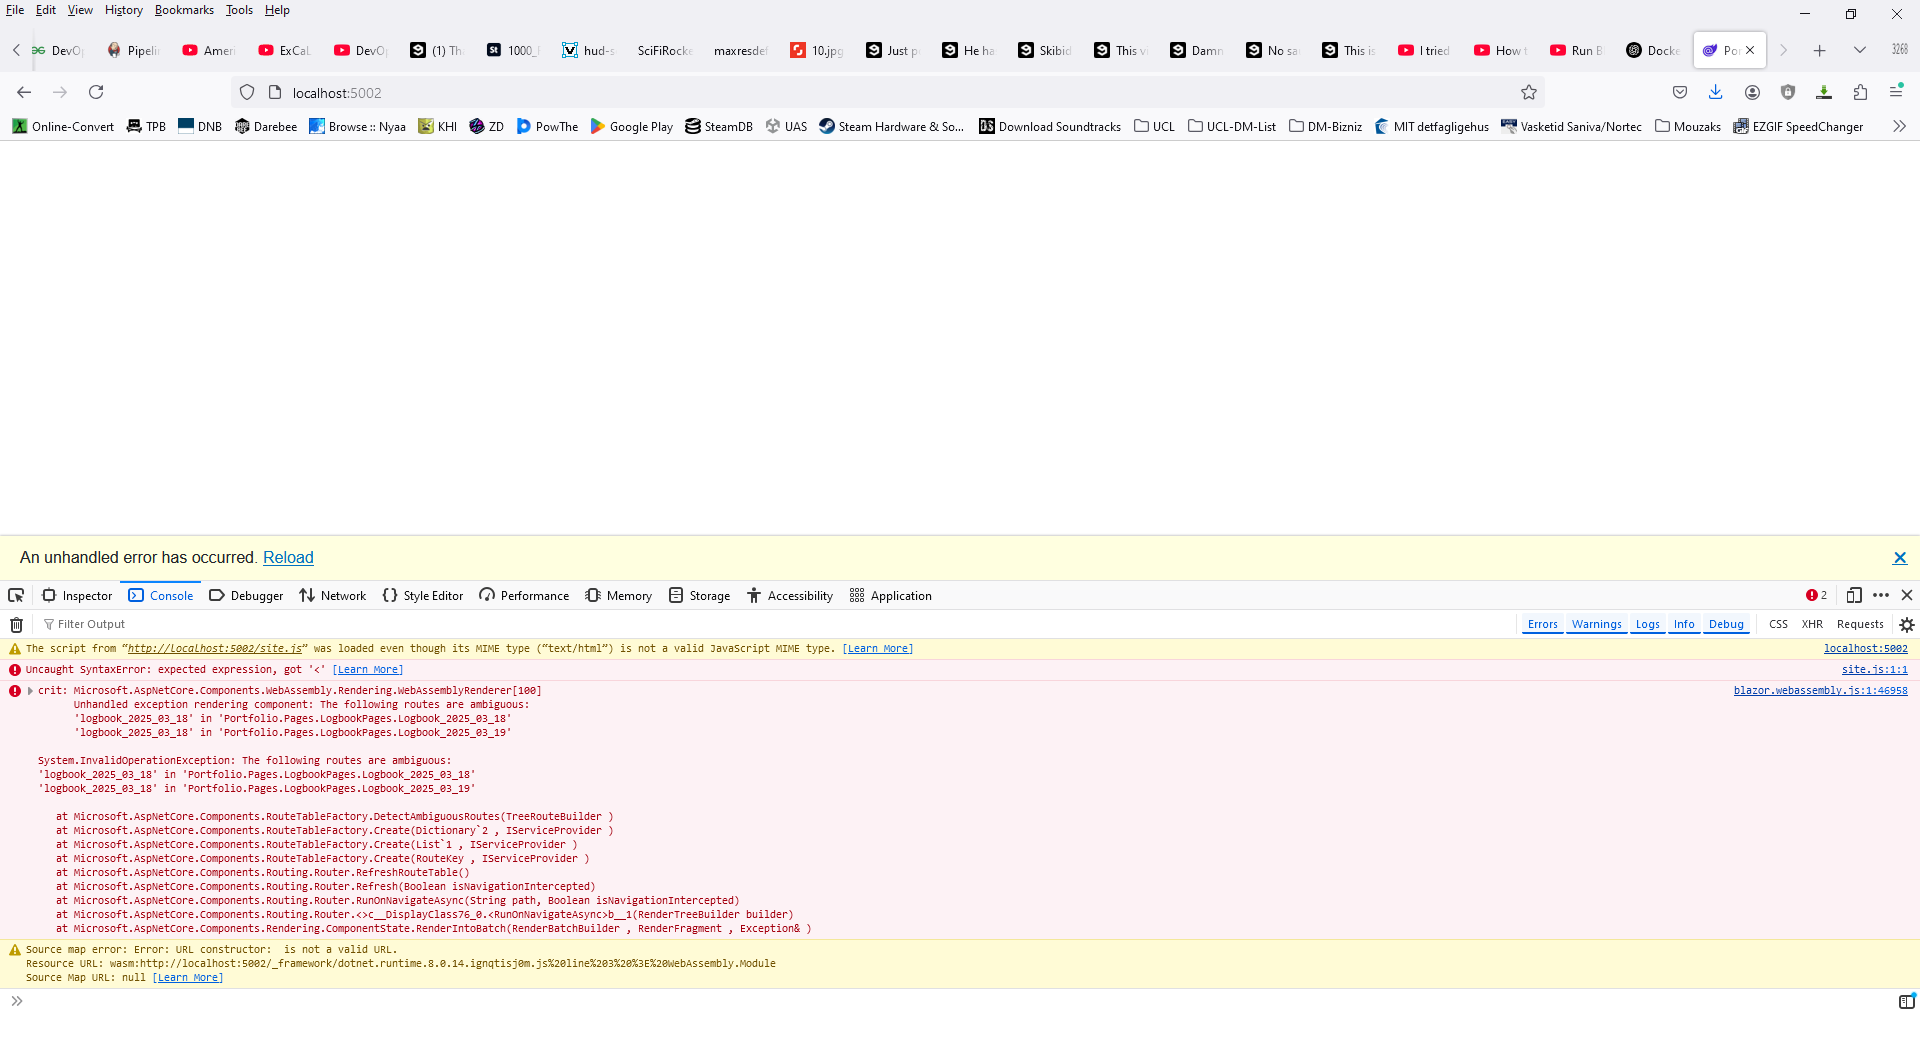 File Edit View History Bookmarks Tools Help
DevO Pipelin Ameri ExCaL DevO (1) Th 1000_ hud-s SciFiRocke maxresdef 10.jpg Just p He ha Skibid This v Damn No sa This is I tried How t Run B Docke Po 3268
localhost:5002
Online-Convert TPB DNB Darebee Browse :: Nyaa KHI ZD PowThe Google Play SteamDB UAS Steam Hardware & So... Download Soundtracks UCL UCL-DM-List DM-Bizniz MIT detfagligehus Vasketid Saniva/Nortec Mouzaks EZGIF SpeedChanger
An unhandled error has occurred. Reload
Inspector Console Debugger Network Style Editor Performance Memory Storage Accessibility Application 2
Filter Output Errors Warnings Logs Info Debug CSS XHR Requests
The script from “http://localhost:5002/site.js” was loaded even though its MIME type (“text/html”) is not a valid JavaScript MIME type. [Learn More] localhost:5002
Uncaught SyntaxError: expected expression, got '<' [Learn More] site.js:1:1
crit: Microsoft.AspNetCore.Components.WebAssembly.Rendering.WebAssemblyRenderer[100] blazor.webassembly.js:1:46958
Unhandled exception rendering component: The following routes are ambiguous:
'logbook_2025_03_18' in 'Portfolio.Pages.LogbookPages.Logbook_2025_03_18'
'logbook_2025_03_18' in 'Portfolio.Pages.LogbookPages.Logbook_2025_03_19'
System.InvalidOperationException: The following routes are ambiguous:
'logbook_2025_03_18' in 'Portfolio.Pages.LogbookPages.Logbook_2025_03_18'
'logbook_2025_03_18' in 'Portfolio.Pages.LogbookPages.Logbook_2025_03_19'
at Microsoft.AspNetCore.Components.RouteTableFactory.DetectAmbiguousRoutes(TreeRouteBuilder )
at Microsoft.AspNetCore.Components.RouteTableFactory.Create(Dictionary`2 , IServiceProvider )
at Microsoft.AspNetCore.Components.RouteTableFactory.Create(List`1 , IServiceProvider )
at Microsoft.AspNetCore.Components.RouteTableFactory.Create(RouteKey , IServiceProvider )
at Microsoft.AspNetCore.Components.Routing.Router.RefreshRouteTable()
at Microsoft.AspNetCore.Components.Routing.Router.Refresh(Boolean isNavigationIntercepted)
at Microsoft.AspNetCore.Components.Routing.Router.RunOnNavigateAsync(String path, Boolean isNavigationIntercepted)
at Microsoft.AspNetCore.Components.Routing.Router.<>c__DisplayClass76_0.<RunOnNavigateAsync>b__1(RenderTreeBuilder builder)
at Microsoft.AspNetCore.Components.Rendering.ComponentState.RenderIntoBatch(RenderBatchBuilder , RenderFragment , Exception& )
Source map error: Error: URL constructor:  is not a valid URL.
Resource URL: wasm:http://localhost:5002/_framework/dotnet.runtime.8.0.14.ignqtisj0m.js%20line%203%20%3E%20WebAssembly.Module
Source Map URL: null [Learn More]